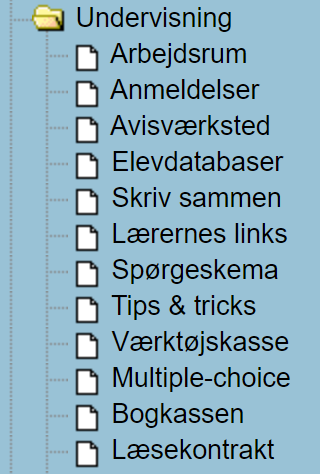 Undervisning
Arbejdsrum
Anmeldelser
Avisværksted
Elevdatabaser
Skriv sammen
Lærernes links
Spørgeskema
Tips & tricks
Værktøjskasse
Multiple-choice
Bogkassen
Læsekontrakt